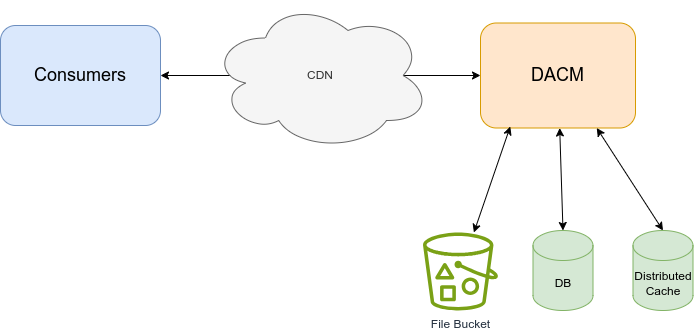 Consumers
CDN
DACM
File Bucket
DB
Distributed
Cache